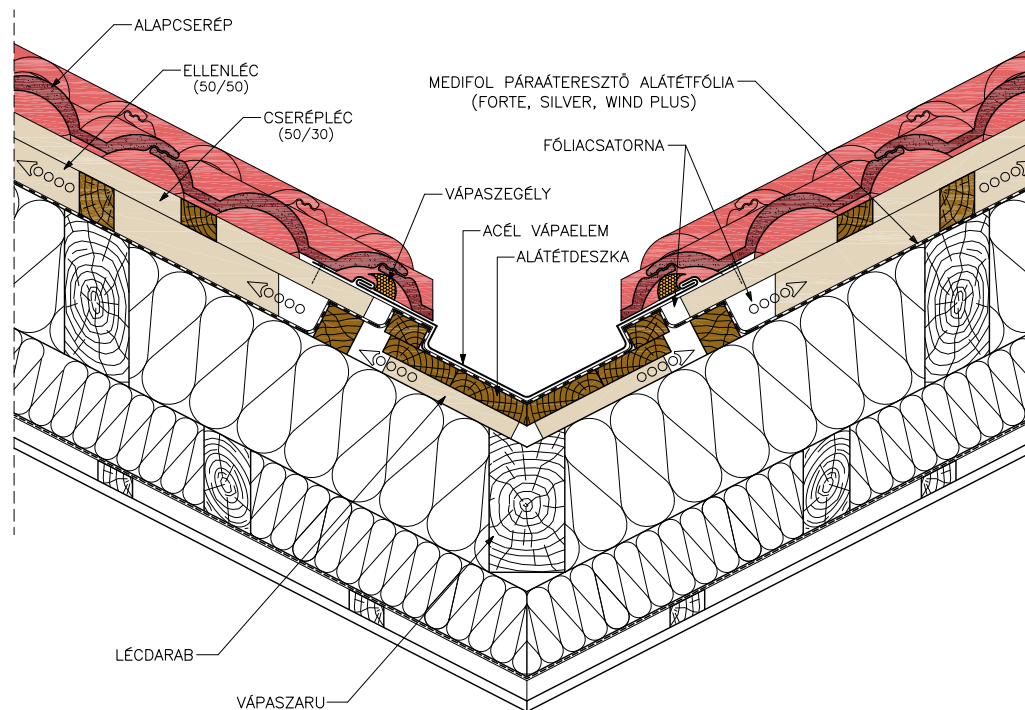 ALAPCSERÉP
ELLENLÉC
(50/50)
CSERÉPLÉC
(50/30)
MEDIFOL PÁRAÁTERESZTŐ ALÁTÉTFÓLIA
(FORTE, SILVER, WIND PLUS)
FÓLIACSATORNA
VÁPASZEGÉLY
ACÉL VÁPAELEM
ALÁTÉTDESZKA
LÉCDARAB
VÁPASZARU